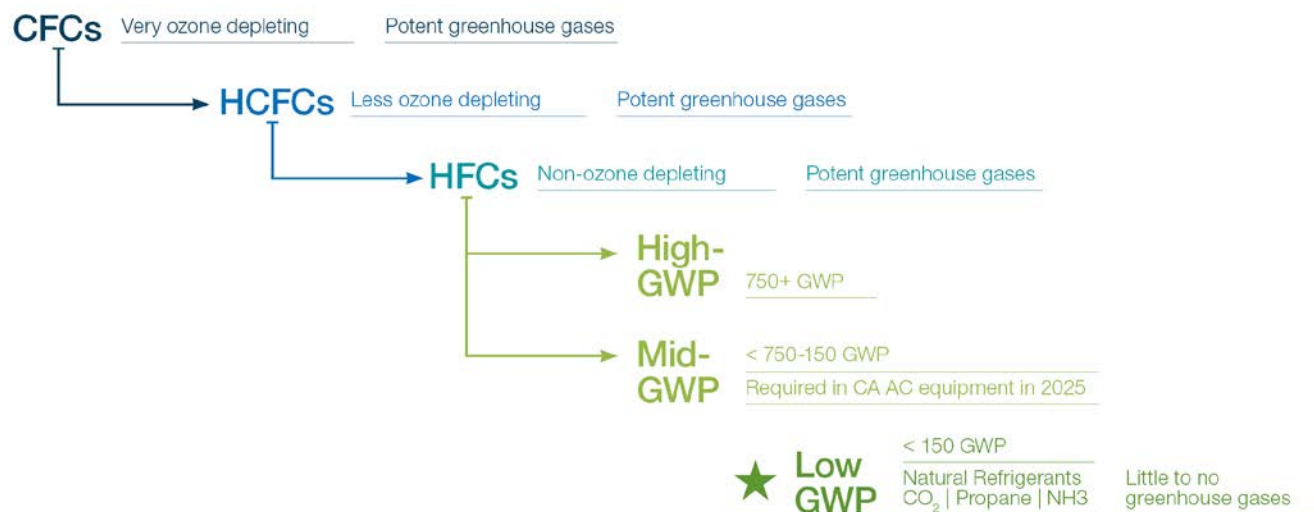 CFCs Very ozone depleting Potent greenhouse gases
HCFCs Less ozone depleting Potent greenhouse gases
HFCs Non-ozone depleting Potent greenhouse gases
High-
GWP 750+ GWP
Mid-
GWP
< 750-150 GWP
Required in CA AC equipment in 2025
Low
GWP
< 150 GWP
Natural Refrigerants
CO₂ | Propane | NH3
Little to no
greenhouse gases